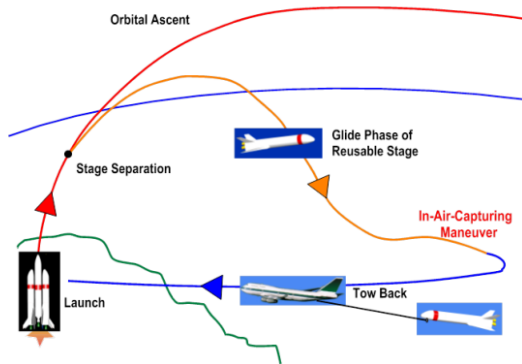 Orbital Ascent
Glide Phase of
Reusable Stage
Stage Separation
In-Air-Capturing
Maneuver
Launch
Tow Back